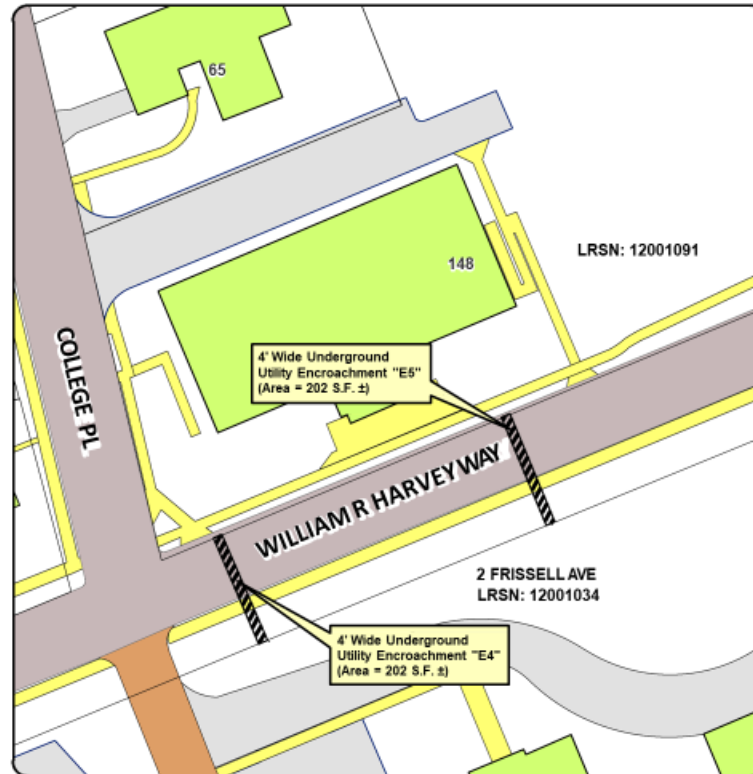 65
LRSN: 12001091
148
COLLEGE PL
4' Wide Underground
Utility Encroachment "E5"
(Area = 202 S.F. ±)
WILLIAM R HARVEY WAY
2 FRISSELL AVE
LRSN: 12001034
4' Wide Underground
Utility Encroachment "E4"
(Area = 202 S.F. ±)